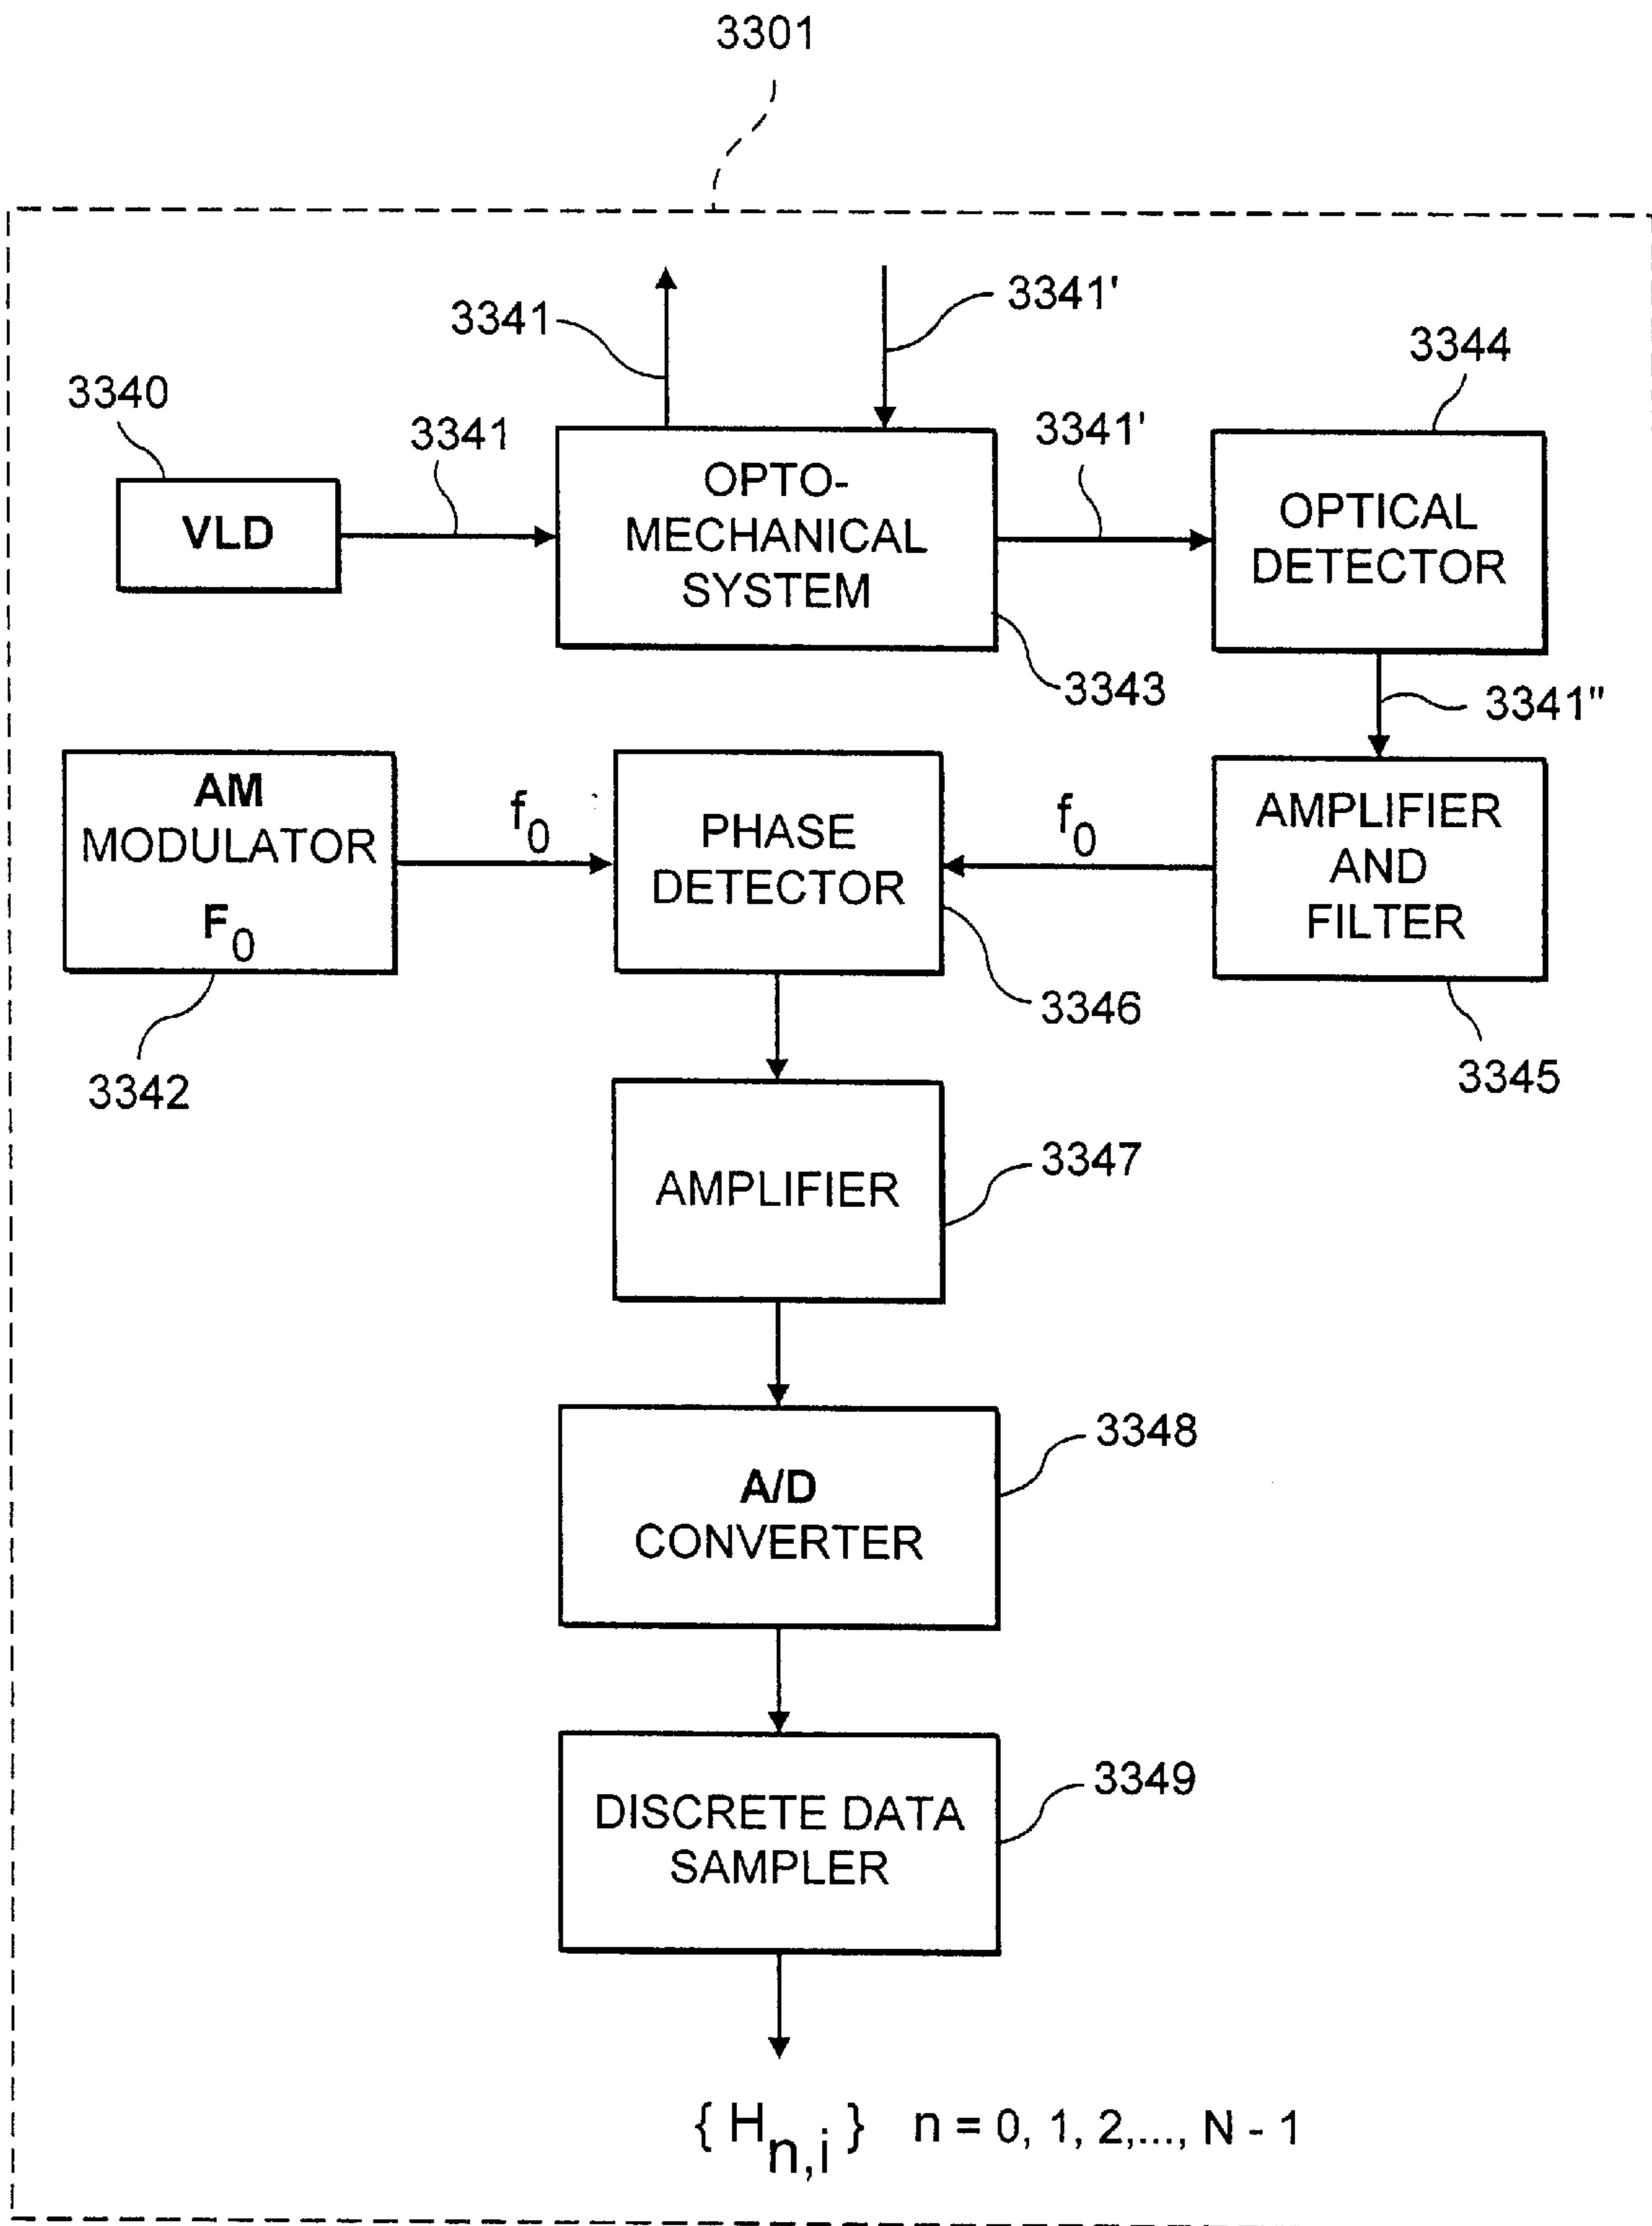 3301
3341
3341'
3344
3340
3341
3341'
VLD
OPTO-
MECHANICAL
SYSTEM
OPTICAL
DETECTOR
3343
3341"
AM
MODULATOR
F0
f0
PHASE
DETECTOR
f0
AMPLIFIER
AND
FILTER
3346
3342
3345
AMPLIFIER
3347
3348
A/D
CONVERTER
3349
DISCRETE DATA
SAMPLER
{ Hn,i } n = 0, 1, 2,..., N - 1